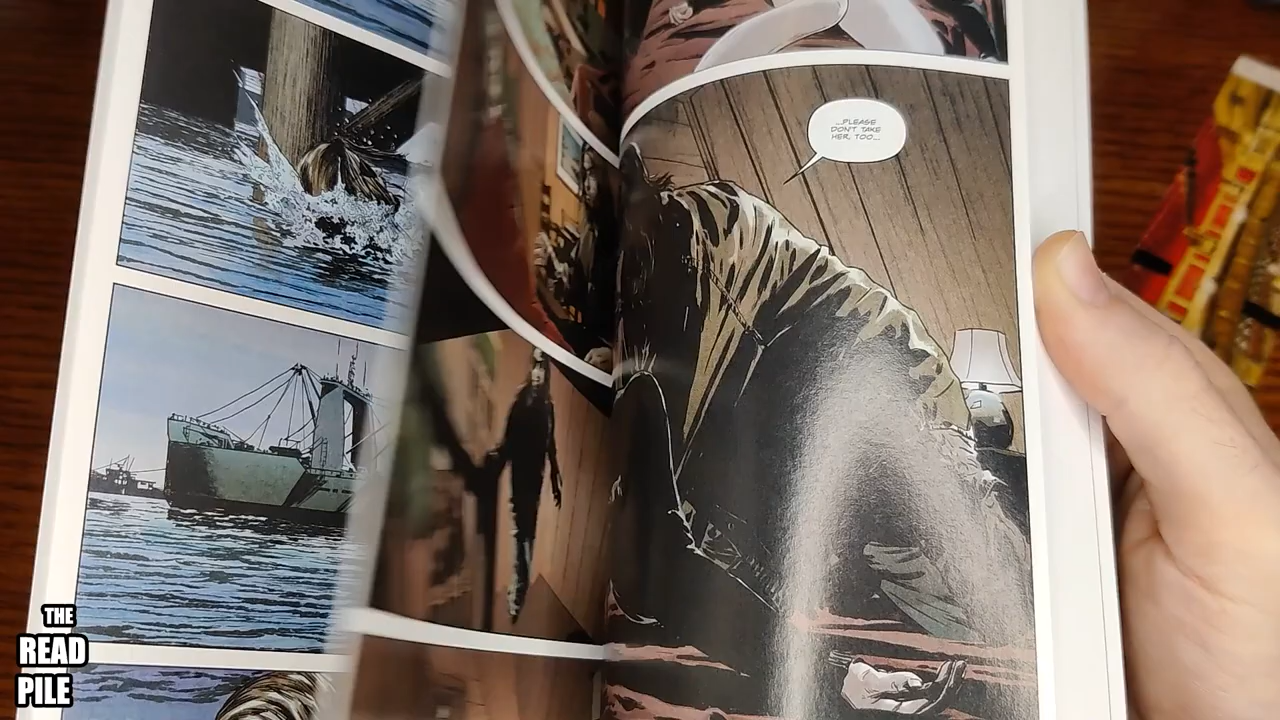 ...PLEASE
DON'T TAKE
HER, TOO...
THE
READ
PILE